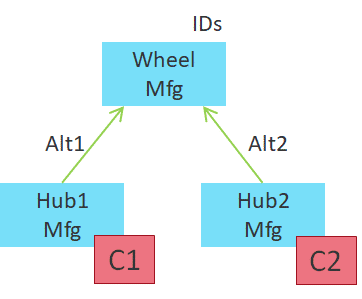 IDs
Wheel
Mfg
Alt1
Alt2
Hub1
Mfg
C1
Hub2
Mfg
C2